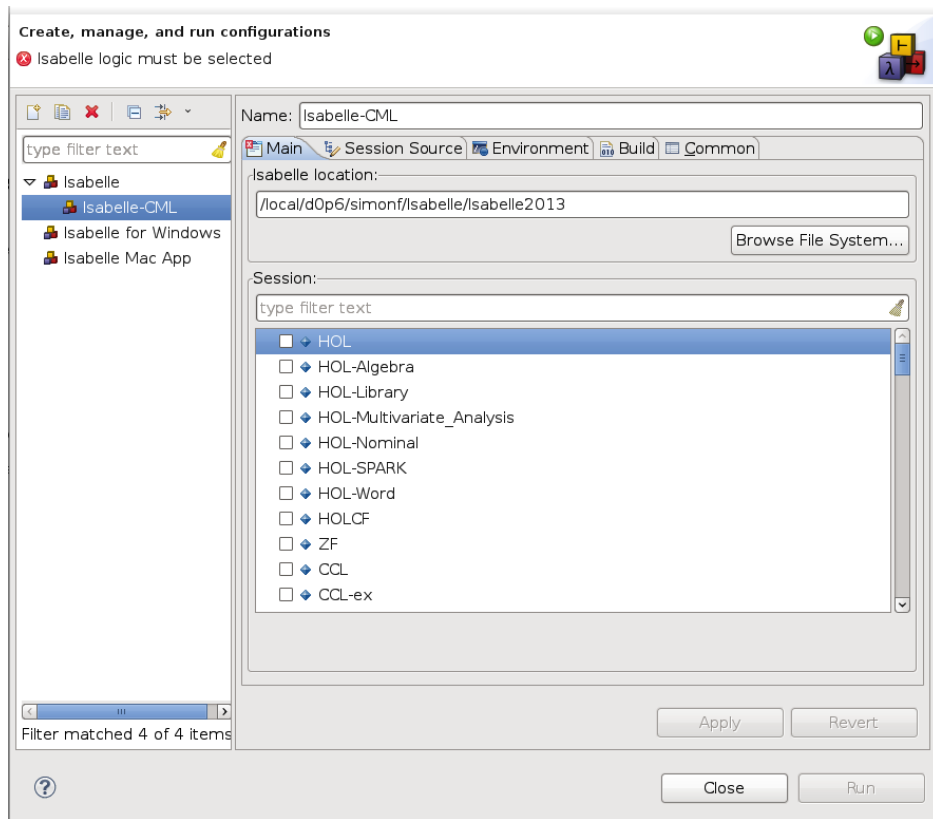 Create, manage, and run configurations
Isabelle logic must be selected
type filter text
Isabelle
Isabelle-CML
Isabelle for Windows
Isabelle Mac App
Filter matched 4 of 4 items
Name: Isabelle-CML
Main Session Source Environment Build Common
Isabelle location:
/local/d0p6/simonf/Isabelle/Isabelle2013
Browse File System...
Session:
type filter text
HOL
HOL-Algebra
HOL-Library
HOL-Multivariate_Analysis
HOL-Nominal
HOL-SPARK
HOL-Word
HOLCF
ZF
CCL
CCL-ex
Apply Revert
Close Run